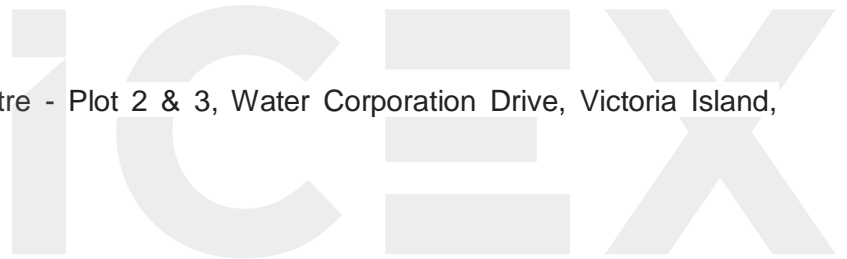 iCEX
tre - Plot 2 & 3, Water Corporation Drive, Victoria Island,